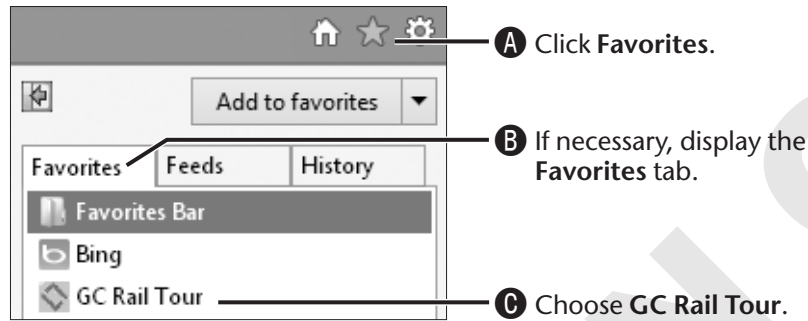 A Click Favorites.
Add to favorites
B If necessary, display the
Favorites tab.
Favorites Feeds History
Favorites Bar
Bing
GC Rail Tour
C Choose GC Rail Tour.